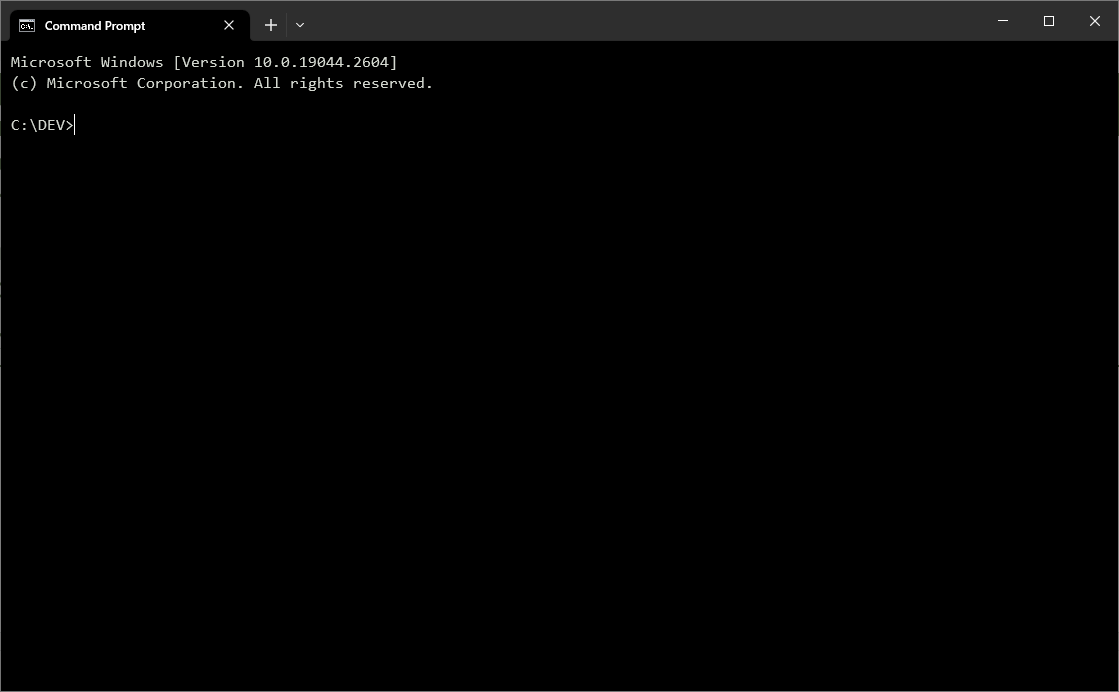 Command Prompt
Microsoft Windows [Version 10.0.19044.2604]
(c) Microsoft Corporation. All rights reserved.
C:\DEV>